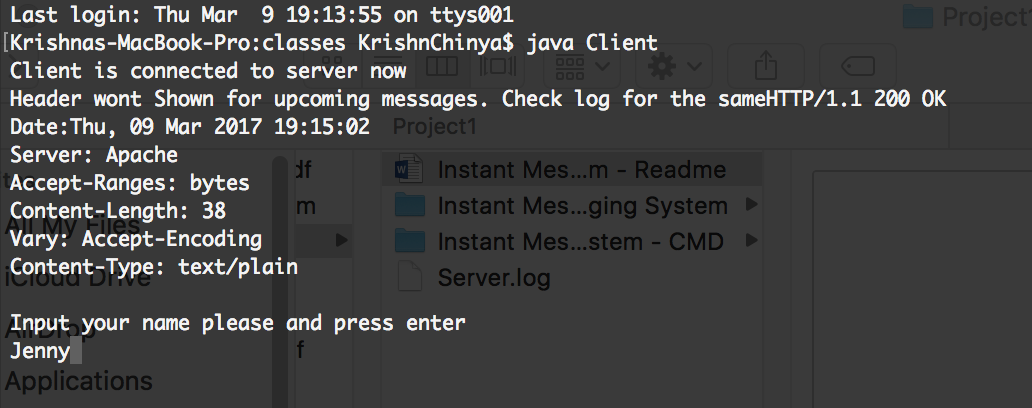 Last login: Thu Mar  9 19:13:55 on ttys001
[Krishnas-MacBook-Pro:classes KrishnChinya$ java Client
Client is connected to server now
Header wont Shown for upcoming messages. Check log for the sameHTTP/1.1 200 OK
Date:Thu, 09 Mar 2017 19:15:02
Server: Apache
Accept-Ranges: bytes
Content-Length: 38
Vary: Accept-Encoding
Content-Type: text/plain
Input your name please and press enter
Jenny
Project1
Project1
df
Instant Mes...m - Readme
m
Instant Mes...ging System
All My Files
Instant Mes...stem - CMD
iCloud Drive
Server.log
AirDrop
f
Applications